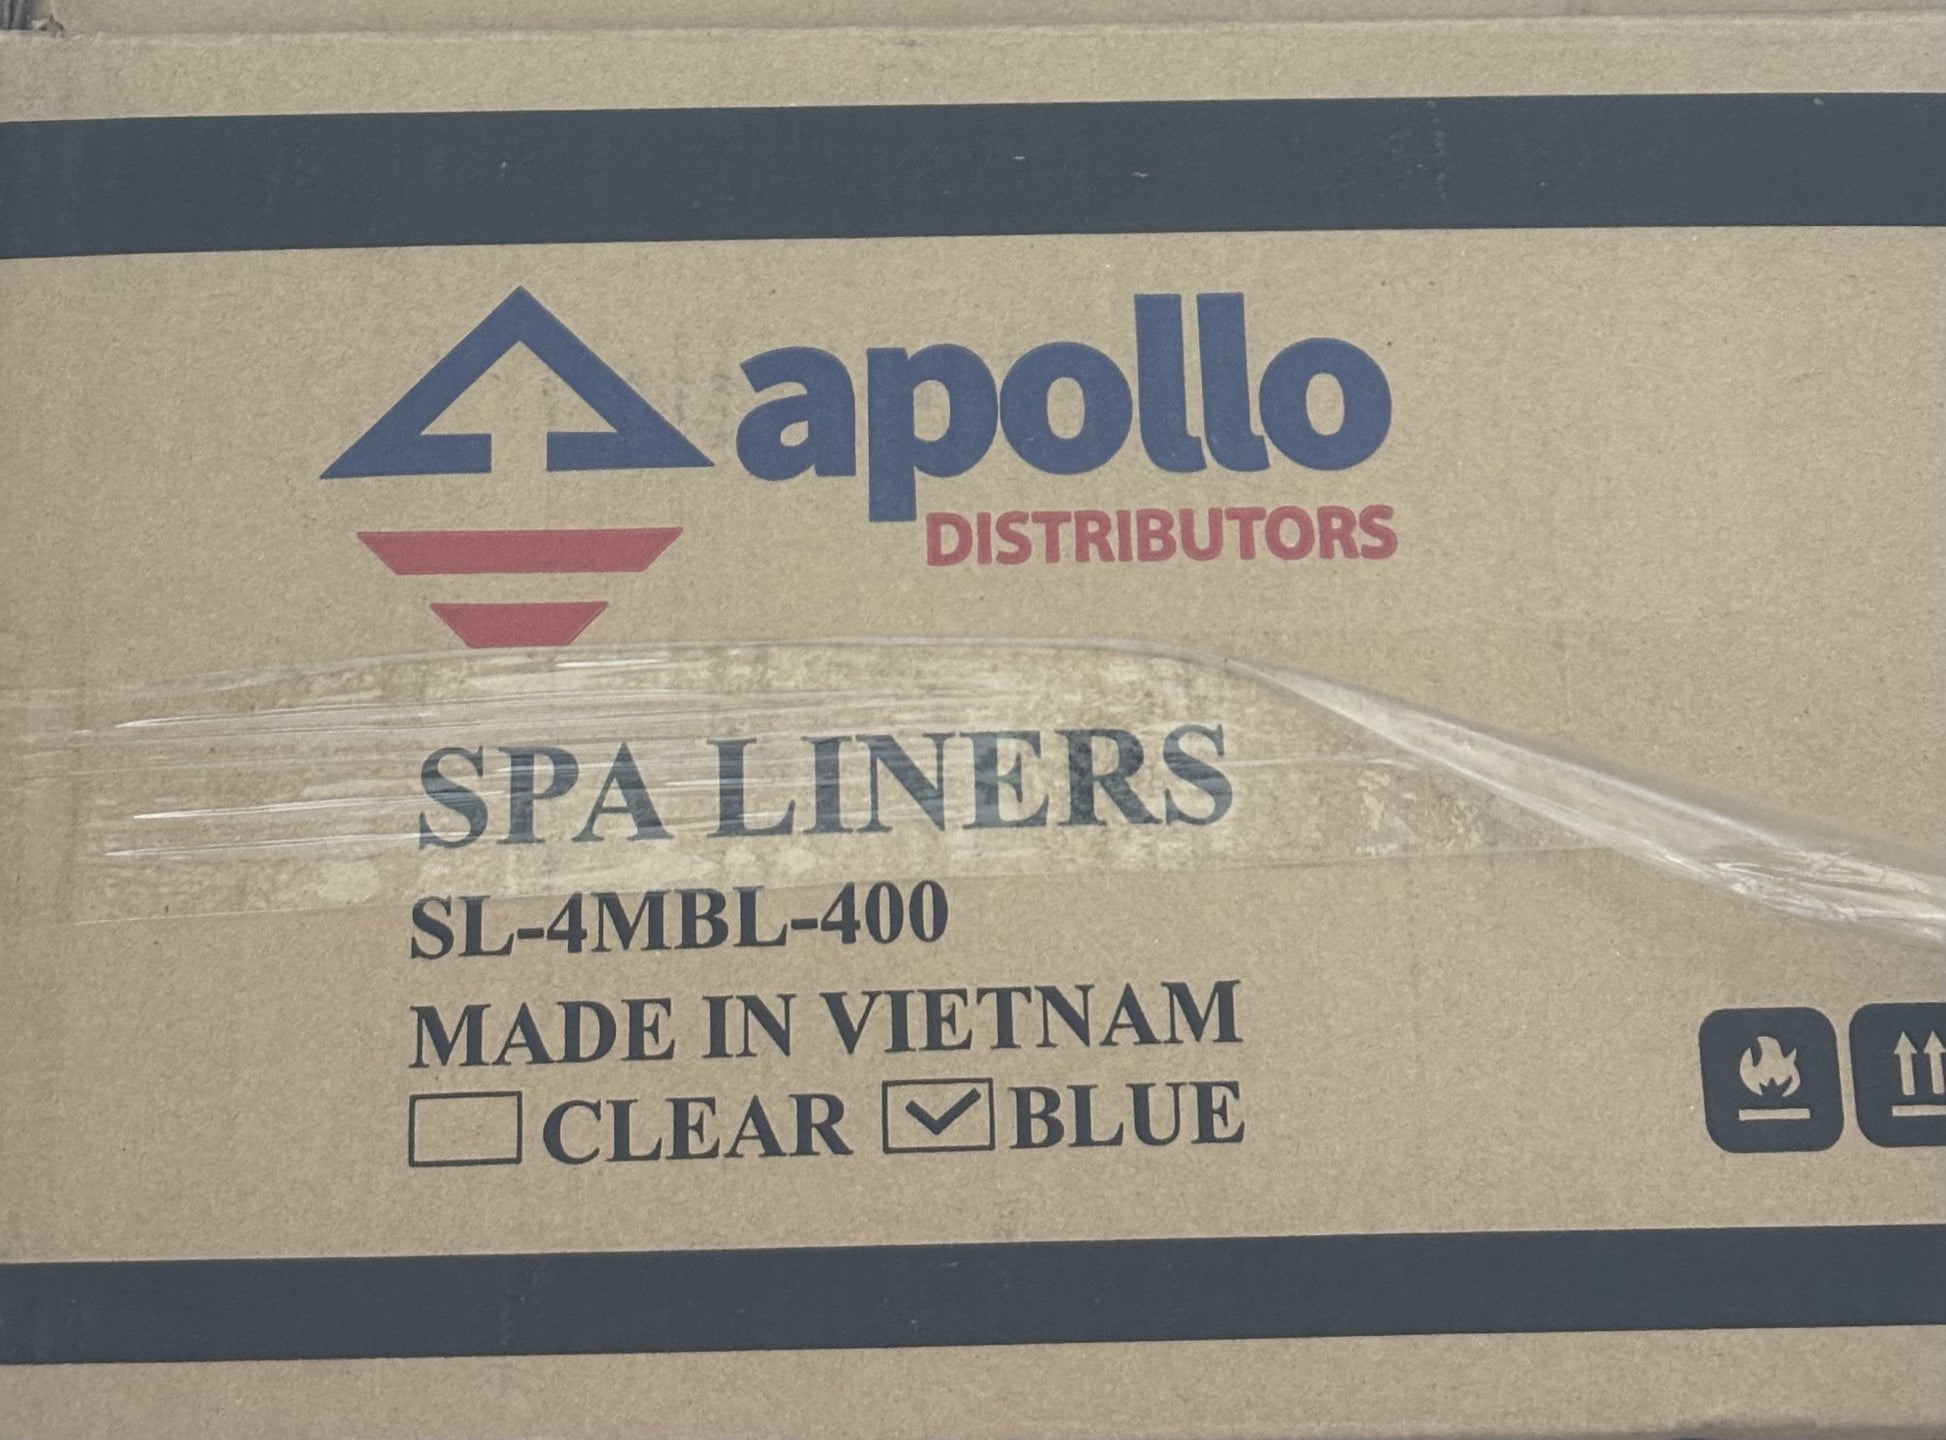 apollo
DISTRIBUTORS
SPA LINERS
SL-4MBL-400
MADE IN VIETNAM
CLEAR BLUE